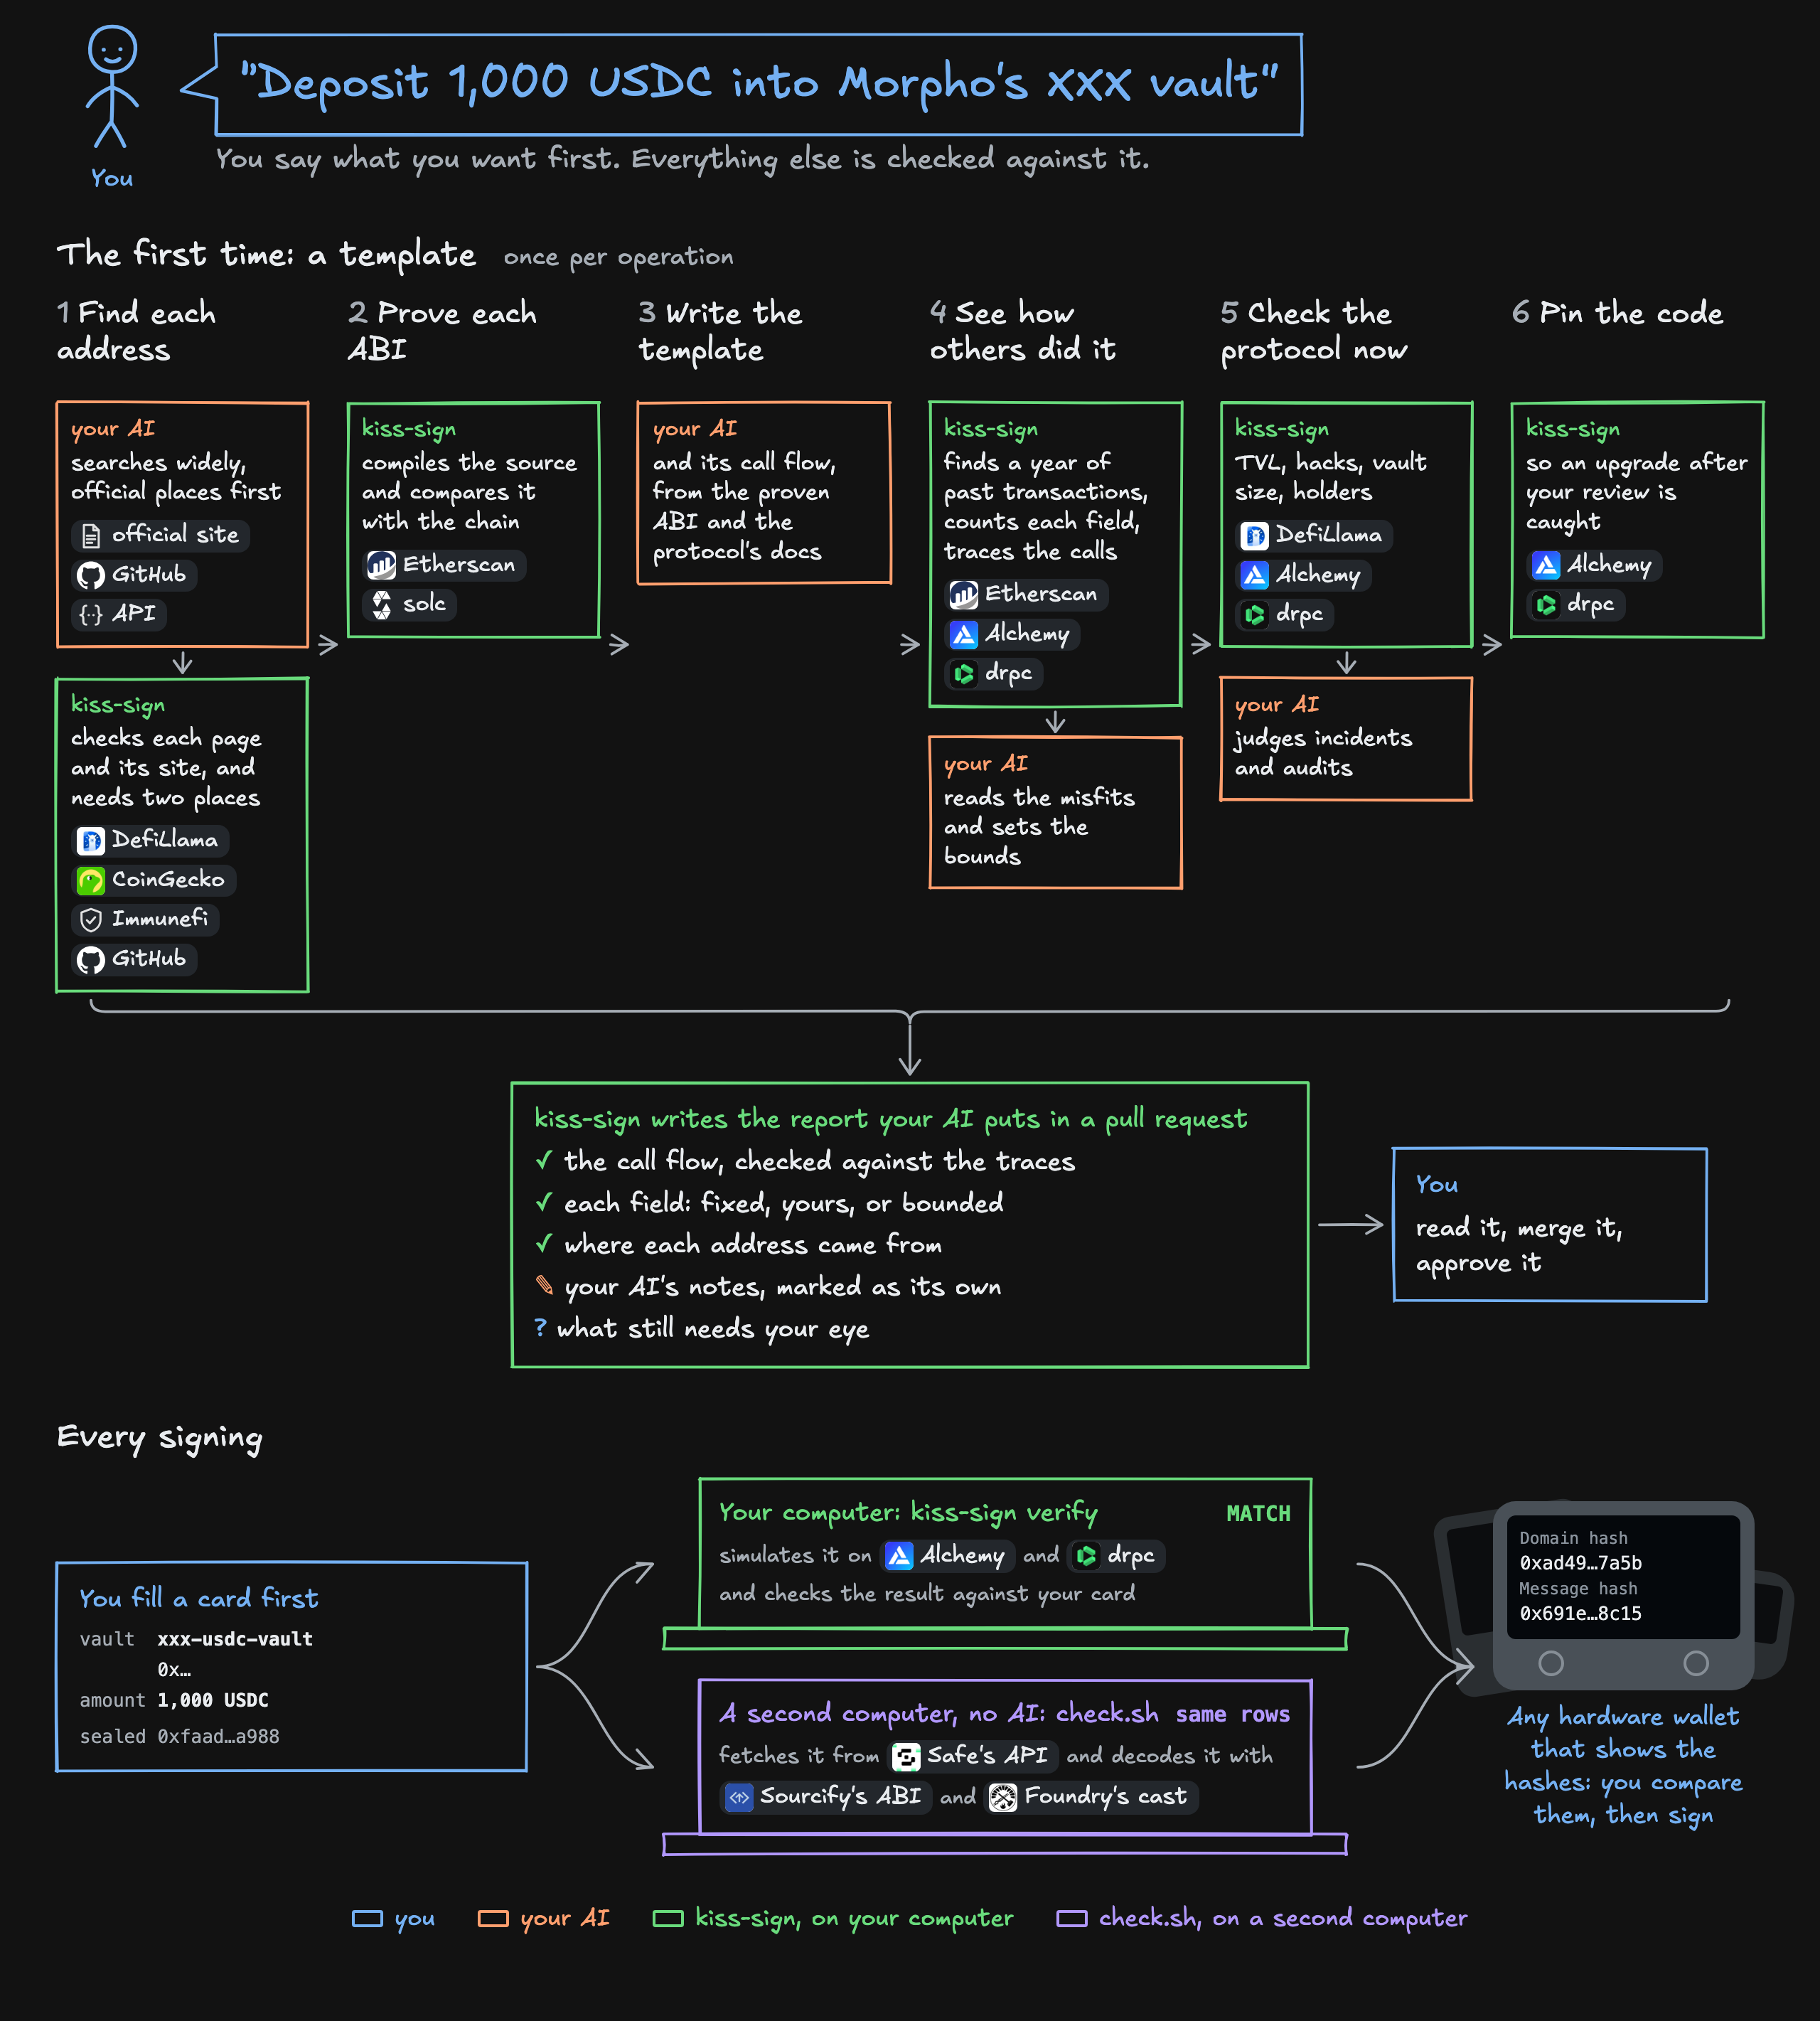 "Deposit 1,000 USDC into Morpho's XXX vault"
You
You say what you want first. Everything else is checked against it.
The first time: a template
once per operation
1 Find each
address
your AI
searches widely,
official places first
official site
GitHub
API
kiss-sign
checks each page
and its site, and
needs two places
DefiLlama
CoinGecko
Immunefi
GitHub
2 Prove each
ABI
kiss-sign
compiles the source
and compares it
with the chain
Etherscan
solc
3 Write the
template
your AI
and its call flow,
from the proven
ABI and the
protocol's docs
4 See how
others did it
kiss-sign
finds a year of
past transactions,
counts each field,
traces the calls
Etherscan
Alchemy
drpc
your AI
reads the misfits
and sets the
bounds
5 Check the
protocol now
kiss-sign
TVL, hacks, vault
size, holders
DefiLlama
Alchemy
drpc
your AI
judges incidents
and audits
6 Pin the code
kiss-sign
so an upgrade after
your review is
caught
Alchemy
drpc
kiss-sign writes the report your AI puts in a pull request
✓ the call flow, checked against the traces
✓ each field: fixed, yours, or bounded
✓ where each address came from
✎ your AI's notes, marked as its own
? what still needs your eye
You
read it, merge it,
approve it
Every signing
You fill a card first
vault xxx-usdc-vault
0x…
amount 1,000 USDC
sealed 0xfaad…a988
Your computer: kiss-sign verify MATCH
simulates it on Alchemy and drpc
and checks the result against your card
A second computer, no AI: check.sh same rows
fetches it from Safe's API and decodes it with
Sourcify's ABI and Foundry's cast
Domain hash
0xad49…7a5b
Message hash
0x691e…8c15
Any hardware wallet
that shows the
hashes: you compare
them, then sign
you
your AI
kiss-sign, on your computer
check.sh, on a second computer